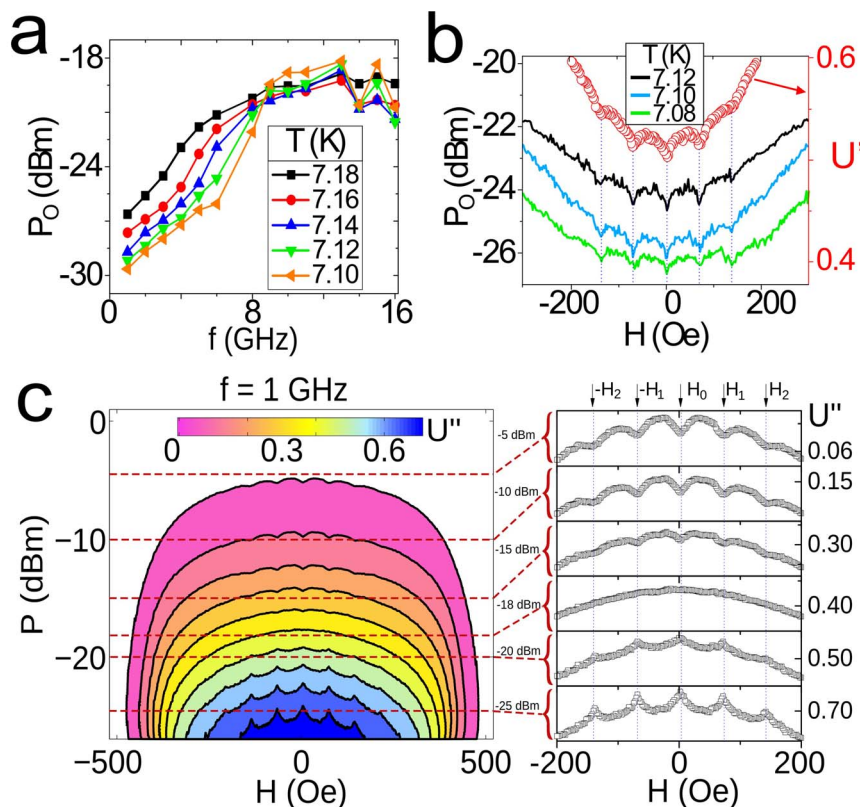 a
-18
-24
-30
P_O (dBm)
0 8 16
f (GHz)
T (K)
7.18
7.16
7.14
7.12
7.10
b
-20
-22
-24
-26
P_O (dBm)
-200 0 200
H (Oe)
T (K)
7.12
7.10
7.08
0.6
U'
0.4
c
f = 1 GHz
0 0.3 0.6 U"
0
−10
−20
P (dBm)
-500 0 500
H (Oe)
-5 dBm
-10 dBm
-15 dBm
-18 dBm
-20 dBm
-25 dBm
-H₂ -H₁ H₀ H₁ H₂
U"
0.06
0.15
0.30
0.40
0.50
0.70
-200 0 200
H (Oe)